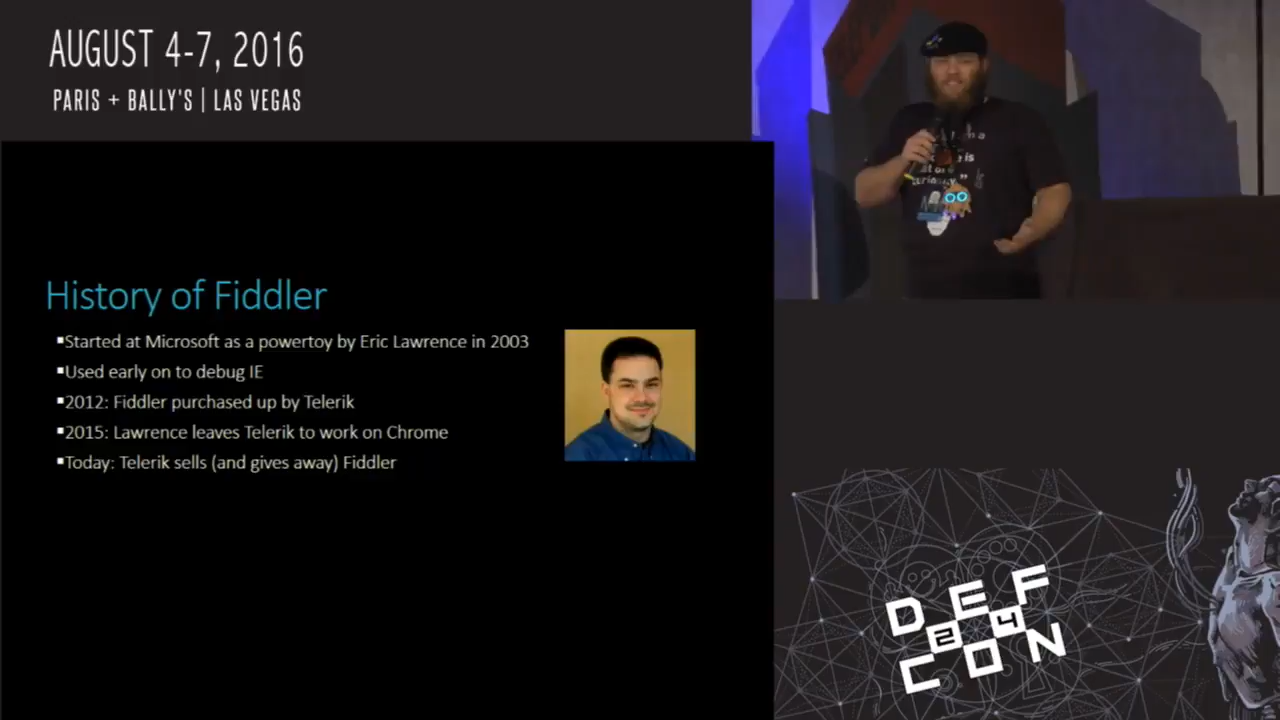 AUGUST 4-7, 2016
PARIS + BALLY'S | LAS VEGAS
History of Fiddler
▪Started at Microsoft as a powertoy by Eric Lawrence in 2003
▪Used early on to debug IE
▪2012: Fiddler purchased up by Telerik
▪2015: Lawrence leaves Telerik to work on Chrome
▪Today: Telerik sells (and gives away) Fiddler
DEF
24
CON